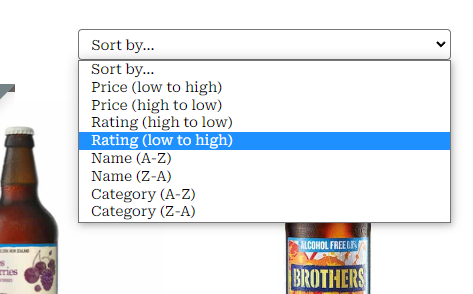 Sort by...
Sort by...
Price (low to high)
Price (high to low)
Rating (high to low)
Rating (low to high)
Name (A-Z)
Name (Z-A)
Category (A-Z)
Category (Z-A)
ALCOHOL FREE 0.0%
BROTHERS